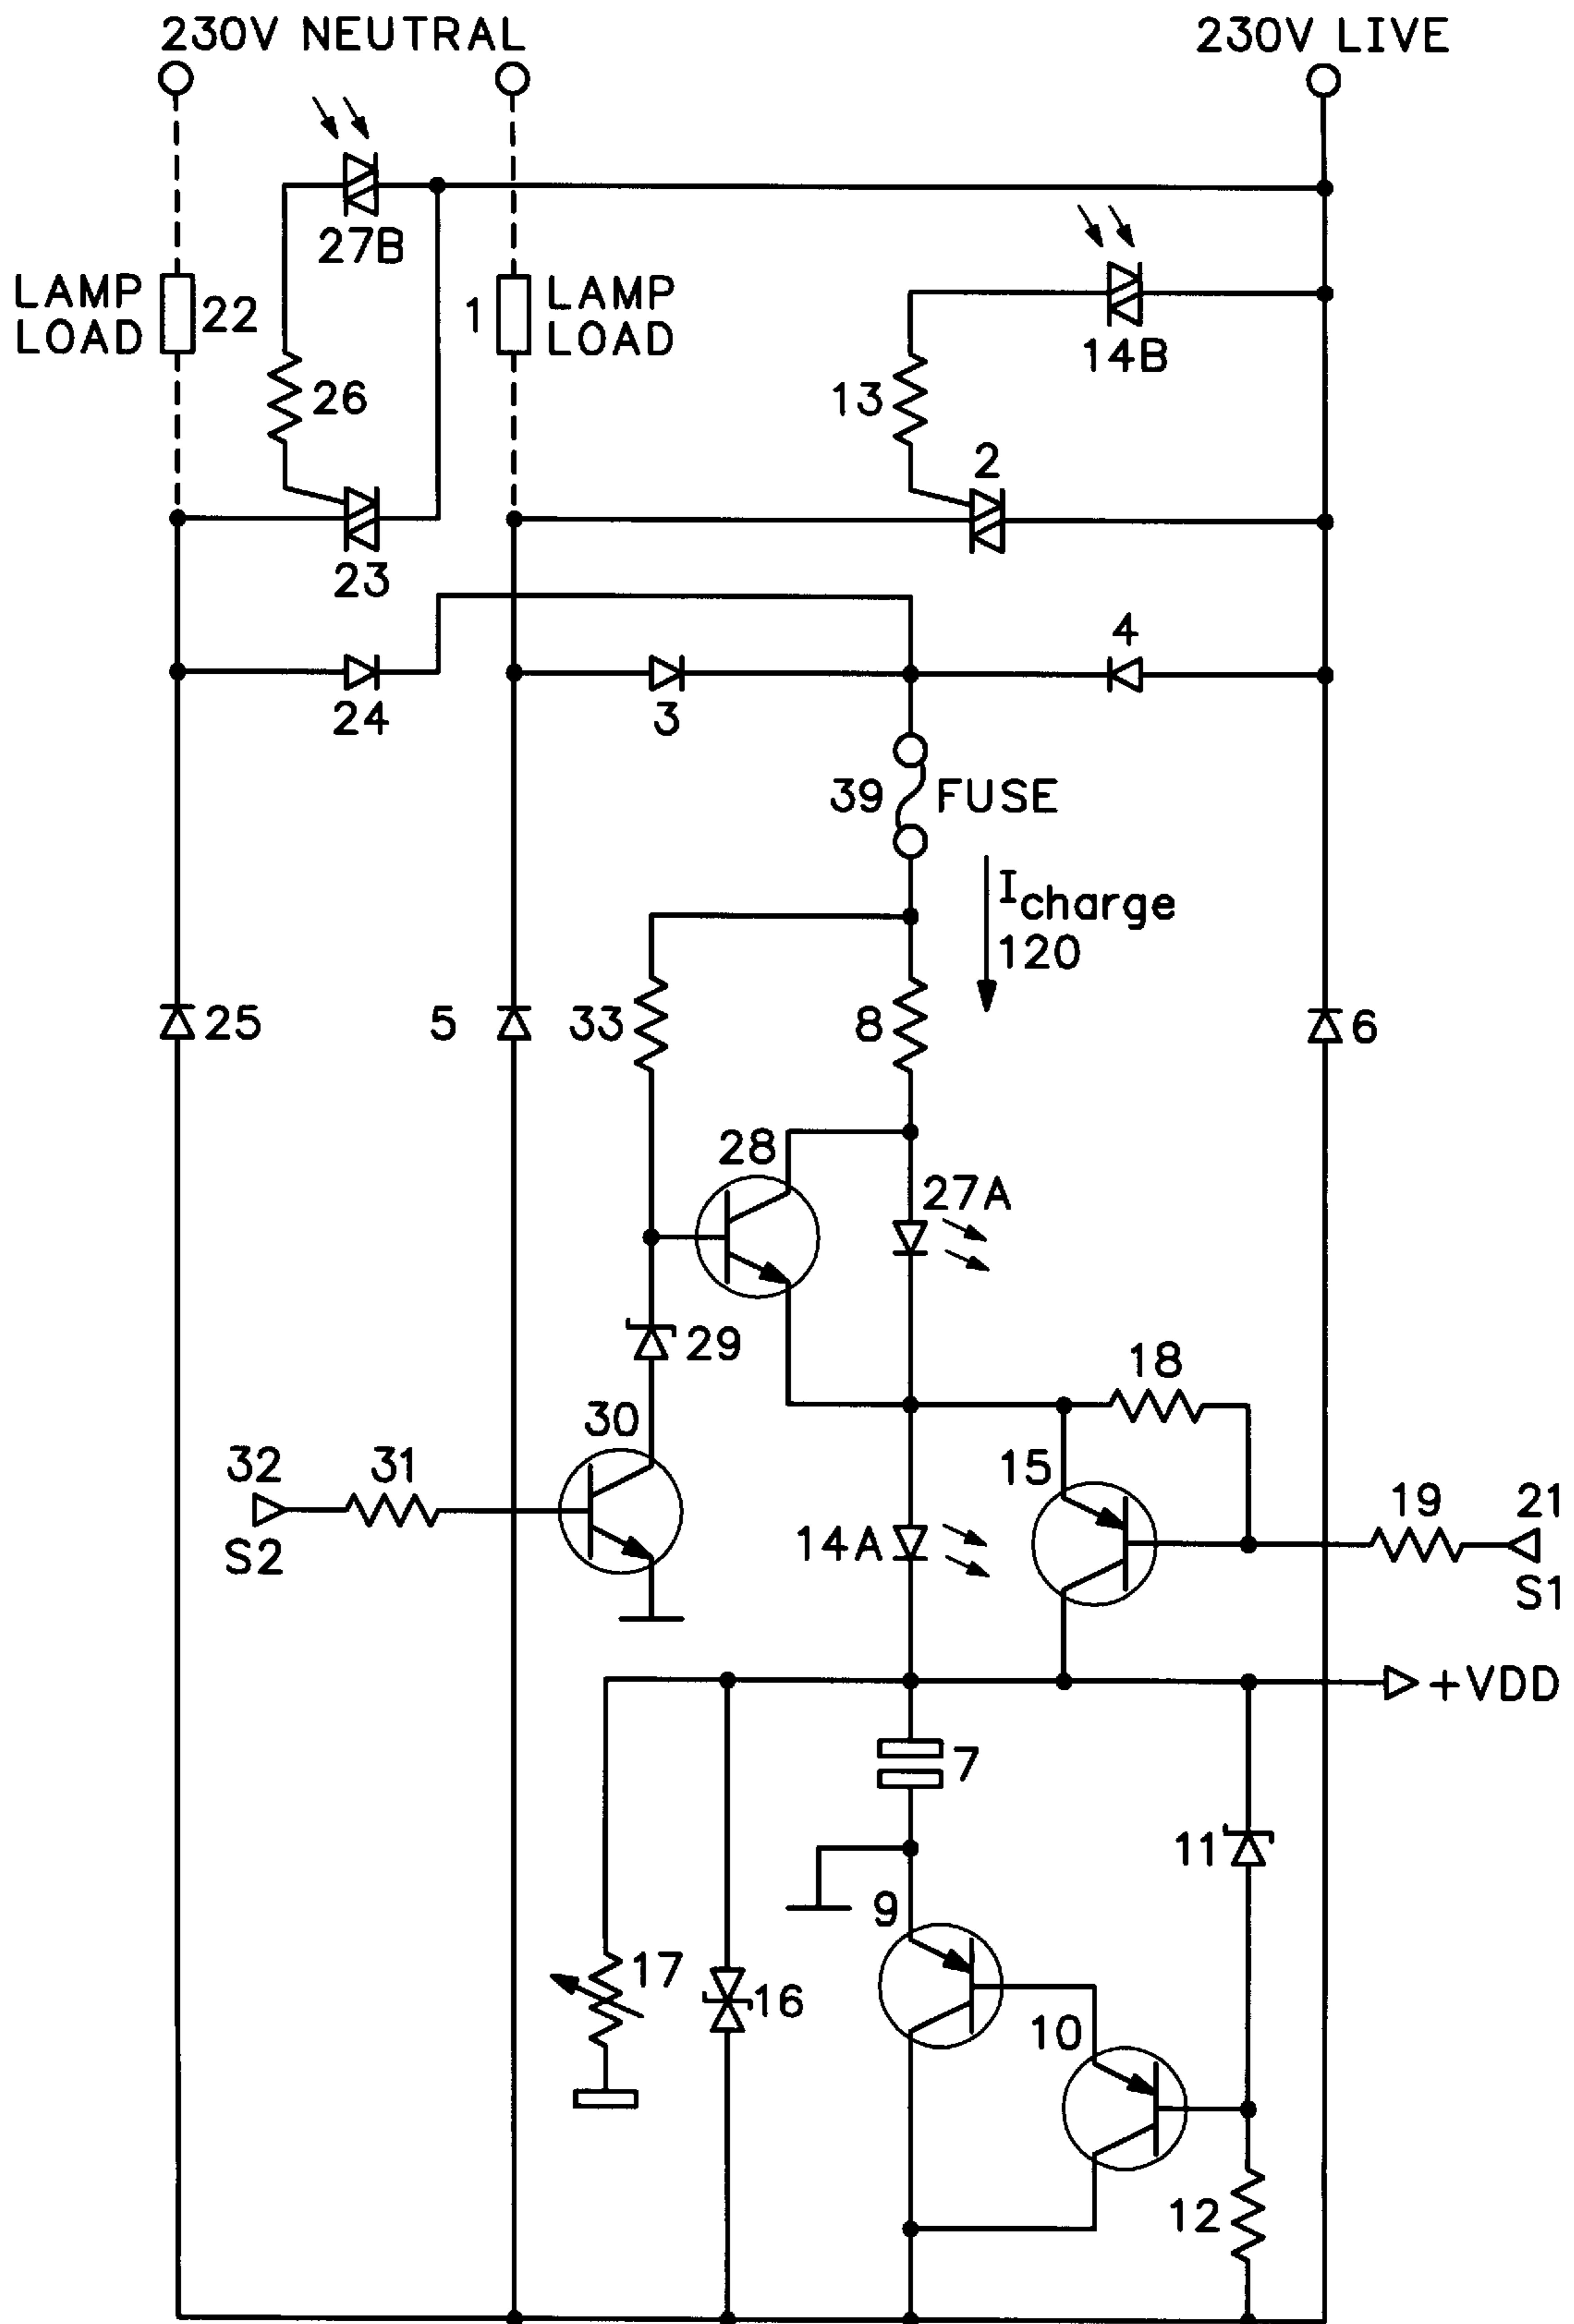 230V NEUTRAL
230V LIVE
27B
14B
LAMP
LOAD
22
1
LAMP
LOAD
26
13
2
23
4
24
3
39
FUSE
Icharge
120
25
5
33
8
6
28
27A
29
18
30
15
32
31
19
21
S2
14A
S1
+VDD
7
11
9
17
16
10
12